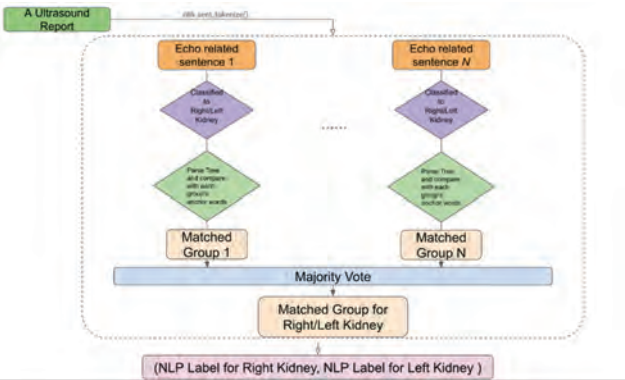 A Ultrasound
Report
nltk.sent_tokenize()
Echo related
sentence 1
Echo related
sentence N
Classified
to
Right/Left
Kidney
Classified
to
Right/Left
Kidney
......
Parse Tree
and compare
with each
group's
anchor words
Parse Tree
and compare
with each
group's
anchor words
Matched
Group 1
Matched
Group N
Majority Vote
Matched Group for
Right/Left Kidney
(NLP Label for Right Kidney, NLP Label for Left Kidney )